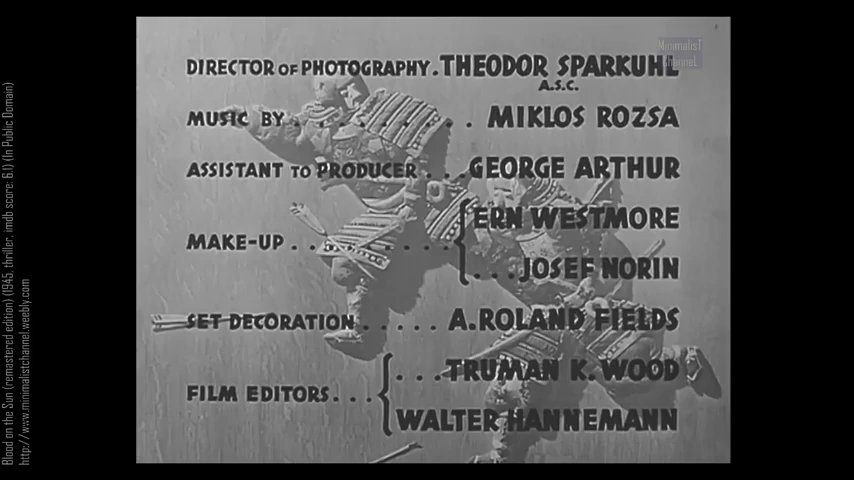 DIRECTOR OF PHOTOGRAPHY . THEODOR SPARKUHL
A.S.C.
MUSIC BY . . . . . . . . . MIKLOS ROZSA
ASSISTANT TO PRODUCER . . . GEORGE ARTHUR
MAKE-UP . . . . . . . . . ERN WESTMORE
. . . JOSEF NORIN
SET DECORATION . . . . . A. ROLAND FIELDS
FILM EDITORS . . . . . . TRUMAN K. WOOD
WALTER HANNEMANN
Minimalist
Channel
Blood on the Sun (remastered edition) (1945, thriller, imdb score: 6.1) (In Public Domain)
http://www.minimalistchannel.weebly.com